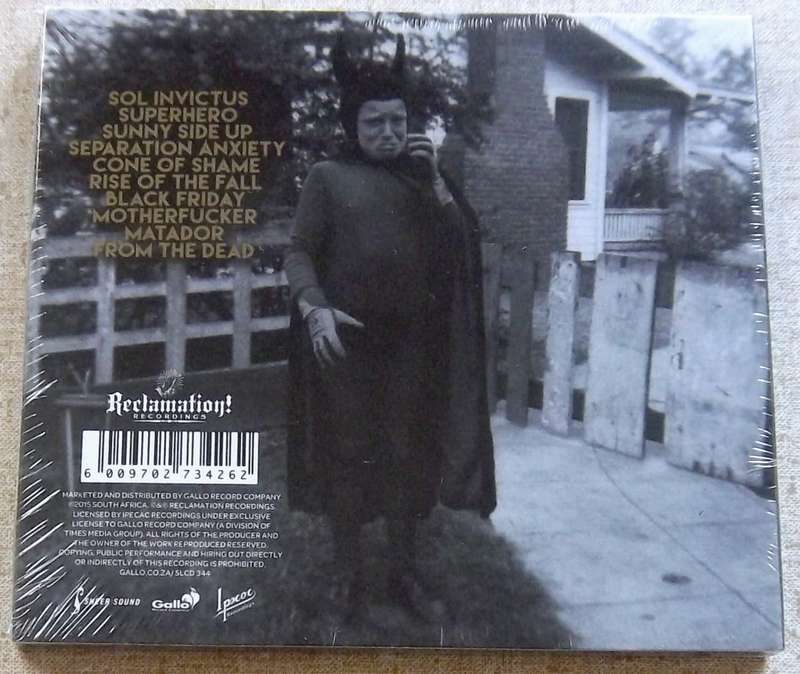 SOL INVICTUS
SUPERHERO
SUNNY SIDE UP
SEPARATION ANXIETY
CONE OF SHAME
RISE OF THE FALL
BLACK FRIDAY
MOTHERFUCKER
MATADOR
FROM THE DEAD
Reclamation!
RECORDINGS
6 009702 734262
MARKETED AND DISTRIBUTED BY GALLO RECORD COMPANY
©2015 SOUTH AFRICA. ℗&© RECLAMATION RECORDINGS.
LICENSED BY IPECAC RECORDINGS UNDER EXCLUSIVE
LICENSE TO GALLO RECORD COMPANY (A DIVISION OF
TIMES MEDIA GROUP). ALL RIGHTS OF THE PRODUCER AND
THE OWNER OF THE WORK REPRODUCED RESERVED.
COPYING, PUBLIC PERFORMANCE AND HIRING OUT DIRECTLY
OR INDIRECTLY OF THIS RECORDING IS PROHIBITED.
GALLO.CO.ZA/ SLCD 344
SHEER SOUND
Gallo
Ipecac
Recordings